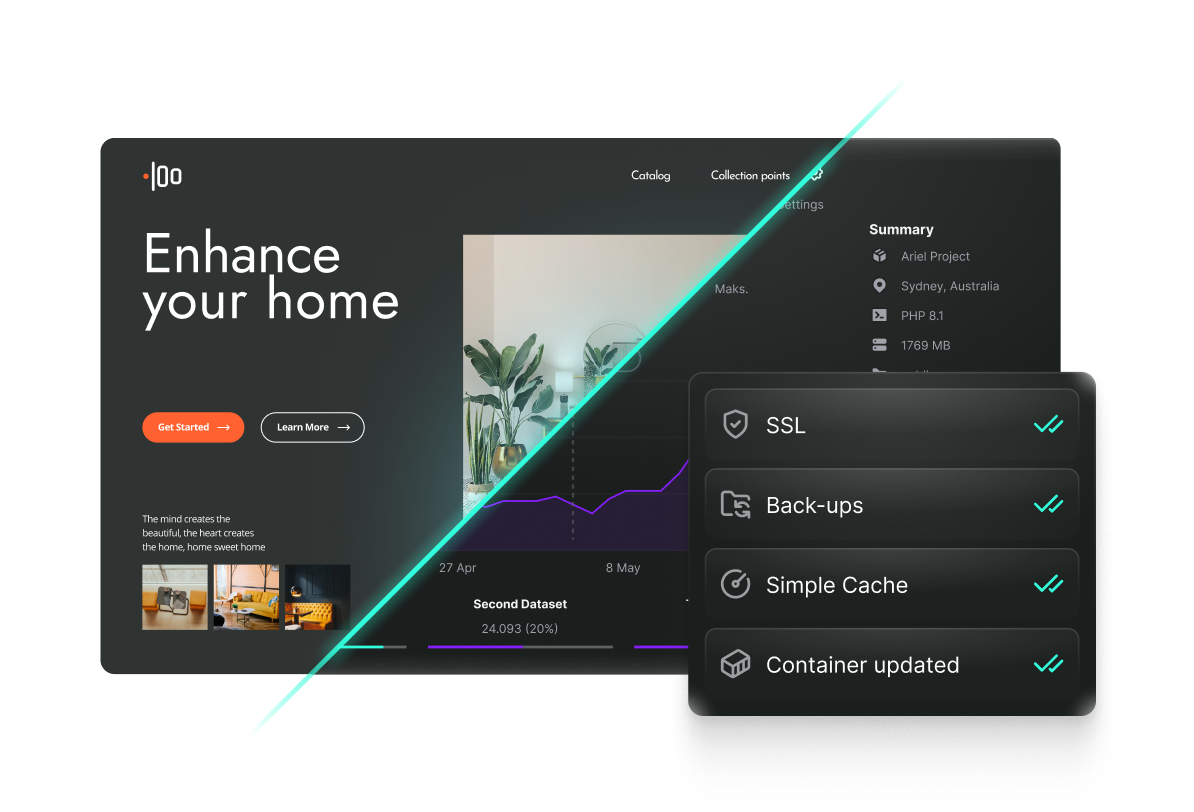 Catalog
Collection points
Enhance
your home
Get Started
Learn More
The mind creates the
beautiful, the heart creates
the home, home sweet home
ettings
Summary
Ariel Project
Sydney, Australia
PHP 8.1
1769 MB
Maks.
27 Apr
8 May
Second Dataset
24.093 (20%)
SSL
Back-ups
Simple Cache
Container updated